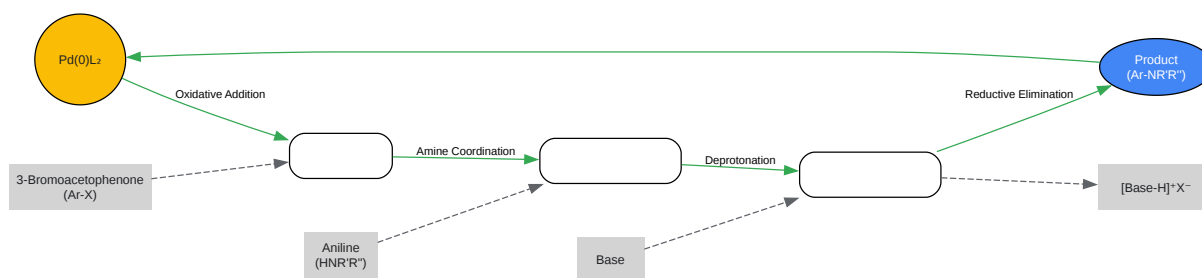 Pd(0)L₂
Product
(Ar-NR'R")
Oxidative Addition
Reductive Elimination
Amine Coordination
Deprotonation
3-Bromoacetophenone
(Ar-X)
[Base-H]⁺X⁻
Aniline
(HNR'R")
Base